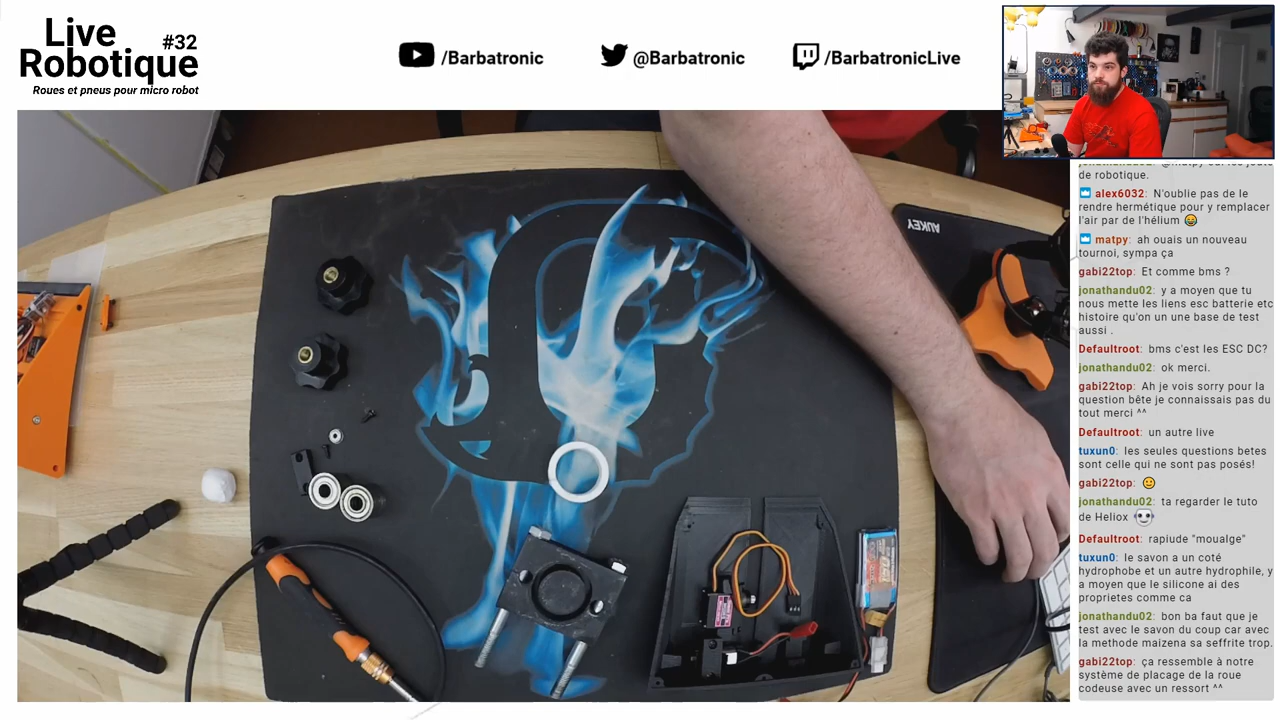 Live
Robotique #32
Roues et pneus pour micro robot
/Barbatronic
@Barbatronic
/BarbatronicLive
AUKEY
de robotique.
alex6032: N'oublie pas de le
rendre hermétique pour y remplacer
l'air par de l'hélium
matpy: ah ouais un nouveau
tournoi, sympa ça
gabi22top: Et comme bms ?
jonathandu02: y a moyen que tu
nous mette les liens esc batterie etc
histoire qu'on un une base de test
aussi .
Defaultroot: bms c'est les ESC DC?
jonathandu02: ok merci.
gabi22top: Ah je vois sorry pour la
question bête je connaissais pas du
tout merci ^^
Defaultroot: un autre live
tuxun0: les seules questions betes
sont celle qui ne sont pas posés!
gabi22top:
jonathandu02: ta regarder le tuto
de Heliox
Defaultroot: rapiude "moualge"
tuxun0: le savon a un coté
hydrophobe et un autre hydrophile, y
a moyen que le silicone ai des
proprietes comme ca
jonathandu02: bon ba faut que je
test avec le savon du coup car avec
la methode maizena sa seffrite trop.
gabi22top: ça ressemble à notre
système de placage de la roue
codeuse avec un ressort ^^